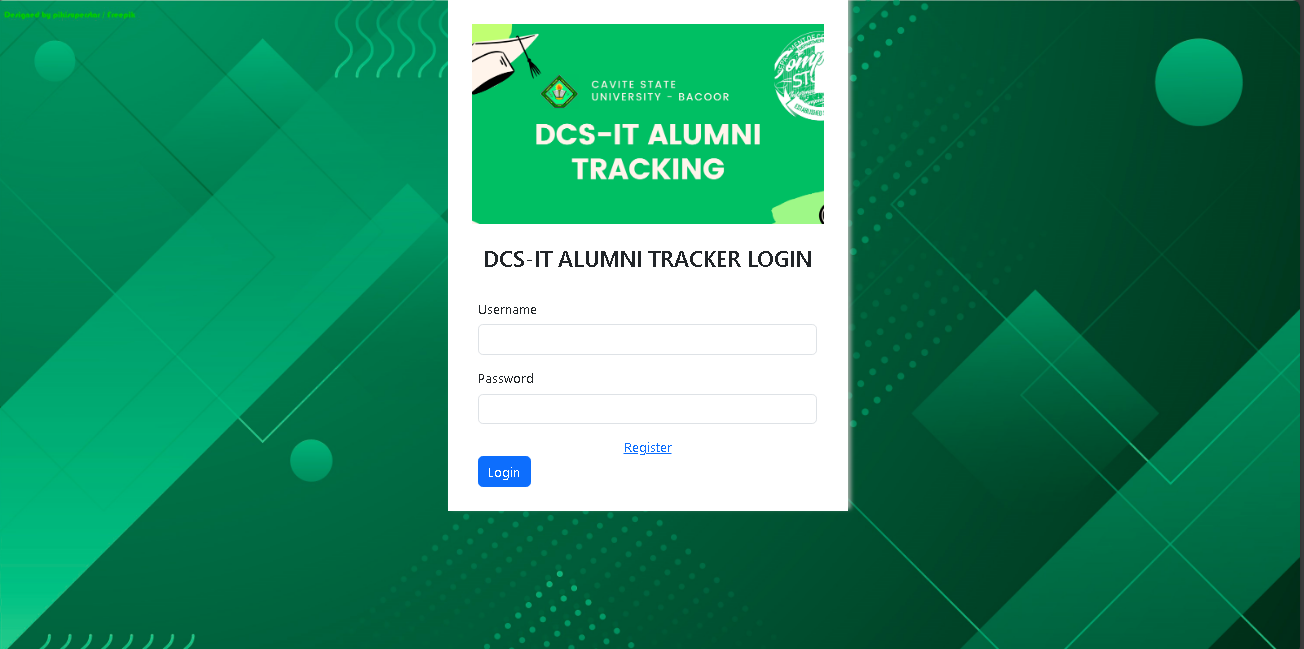 Designed by pikisuperstar / Freepik
CAVITE STATE
UNIVERSITY - BACOOR
DCS-IT ALUMNI
TRACKING
DCS-IT ALUMNI TRACKER LOGIN
Username
Password
Register
Login